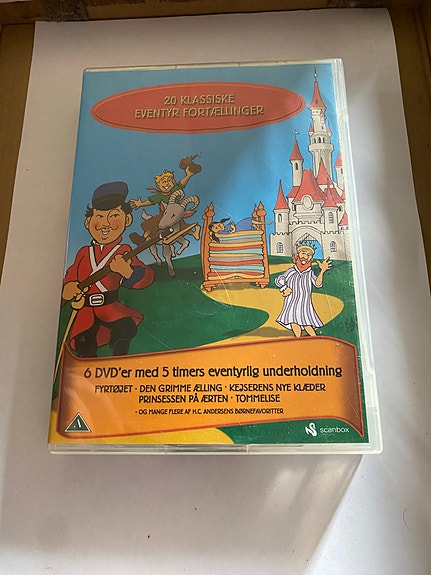 20 KLASSISKE
EVENTYR FORTÆLLINGER
6 DVD'er med 5 timers eventyrlig underholdning
FYRTØJET · DEN GRIMME ÆLLING · KEJSERENS NYE KLÆDER
PRINSESSEN PÅ ÆRTEN · TOMMELISE
- OG MANGE FLERE AF H.C. ANDERSENS BØRNEFAVORITTER
A
scanbox